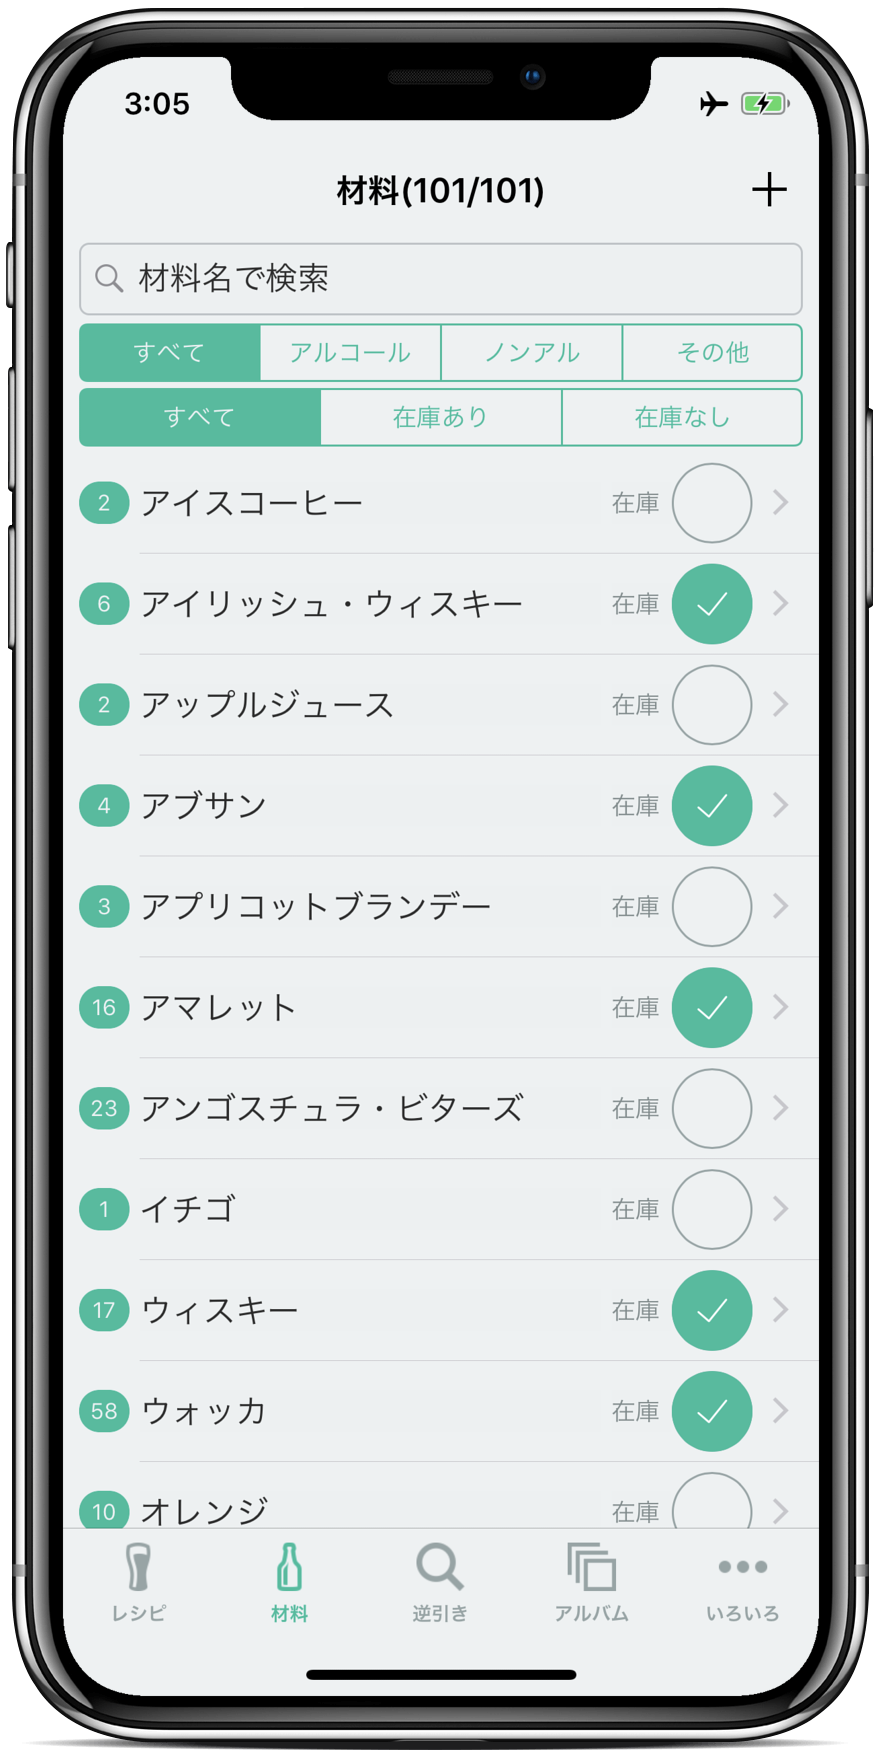 3:05
材料(101/101)
材料名で検索
すべて アルコール ノンアル その他
すべて 在庫あり 在庫なし
2 アイスコーヒー 在庫
6 アイリッシュ・ウィスキー 在庫
2 アップルジュース 在庫
4 アブサン 在庫
3 アプリコットブランデー 在庫
16 アマレット 在庫
23 アンゴスチュラ・ビターズ 在庫
1 イチゴ 在庫
17 ウィスキー 在庫
58 ウォッカ 在庫
10 オレンジ 在庫
レシピ 材料 逆引き アルバム いろいろ